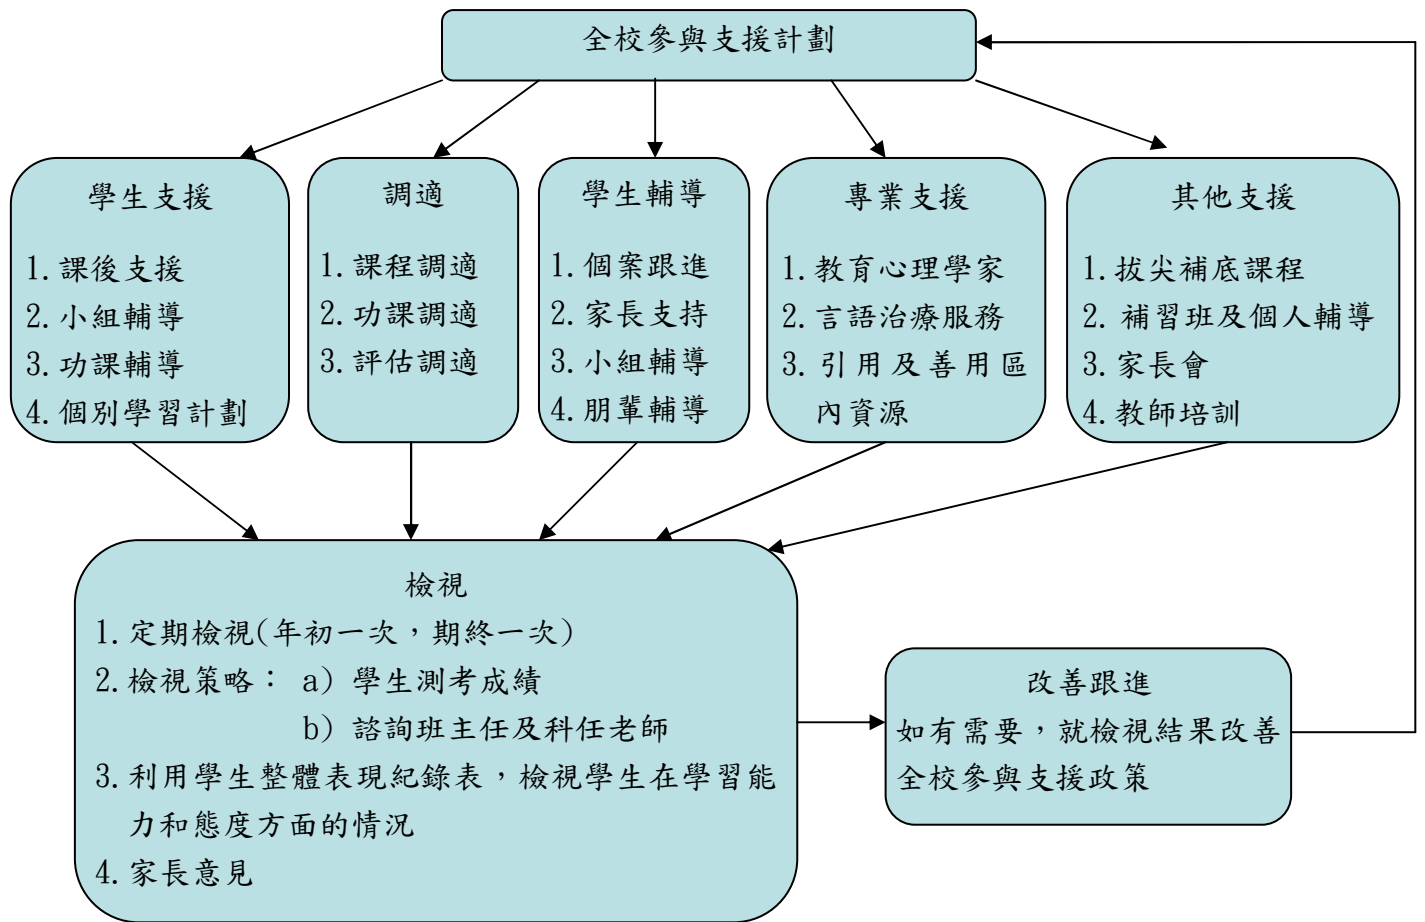 全校參與支援計劃
學生支援
1. 課後支援
2. 小組輔導
3. 功課輔導
4. 個別學習計劃
調適
1. 課程調適
2. 功課調適
3. 評估調適
學生輔導
1. 個案跟進
2. 家長支持
3. 小組輔導
4. 朋輩輔導
專業支援
1. 教育心理學家
2. 言語治療服務
3. 引用及善用區
內資源
其他支援
1. 拔尖補底課程
2. 補習班及個人輔導
3. 家長會
4. 教師培訓
檢視
1. 定期檢視(年初一次，期終一次)
2. 檢視策略： a) 學生測考成績
b) 諮詢班主任及科任老師
3. 利用學生整體表現紀錄表，檢視學生在學習能
力和態度方面的情況
4. 家長意見
改善跟進
如有需要，就檢視結果改善
全校參與支援政策